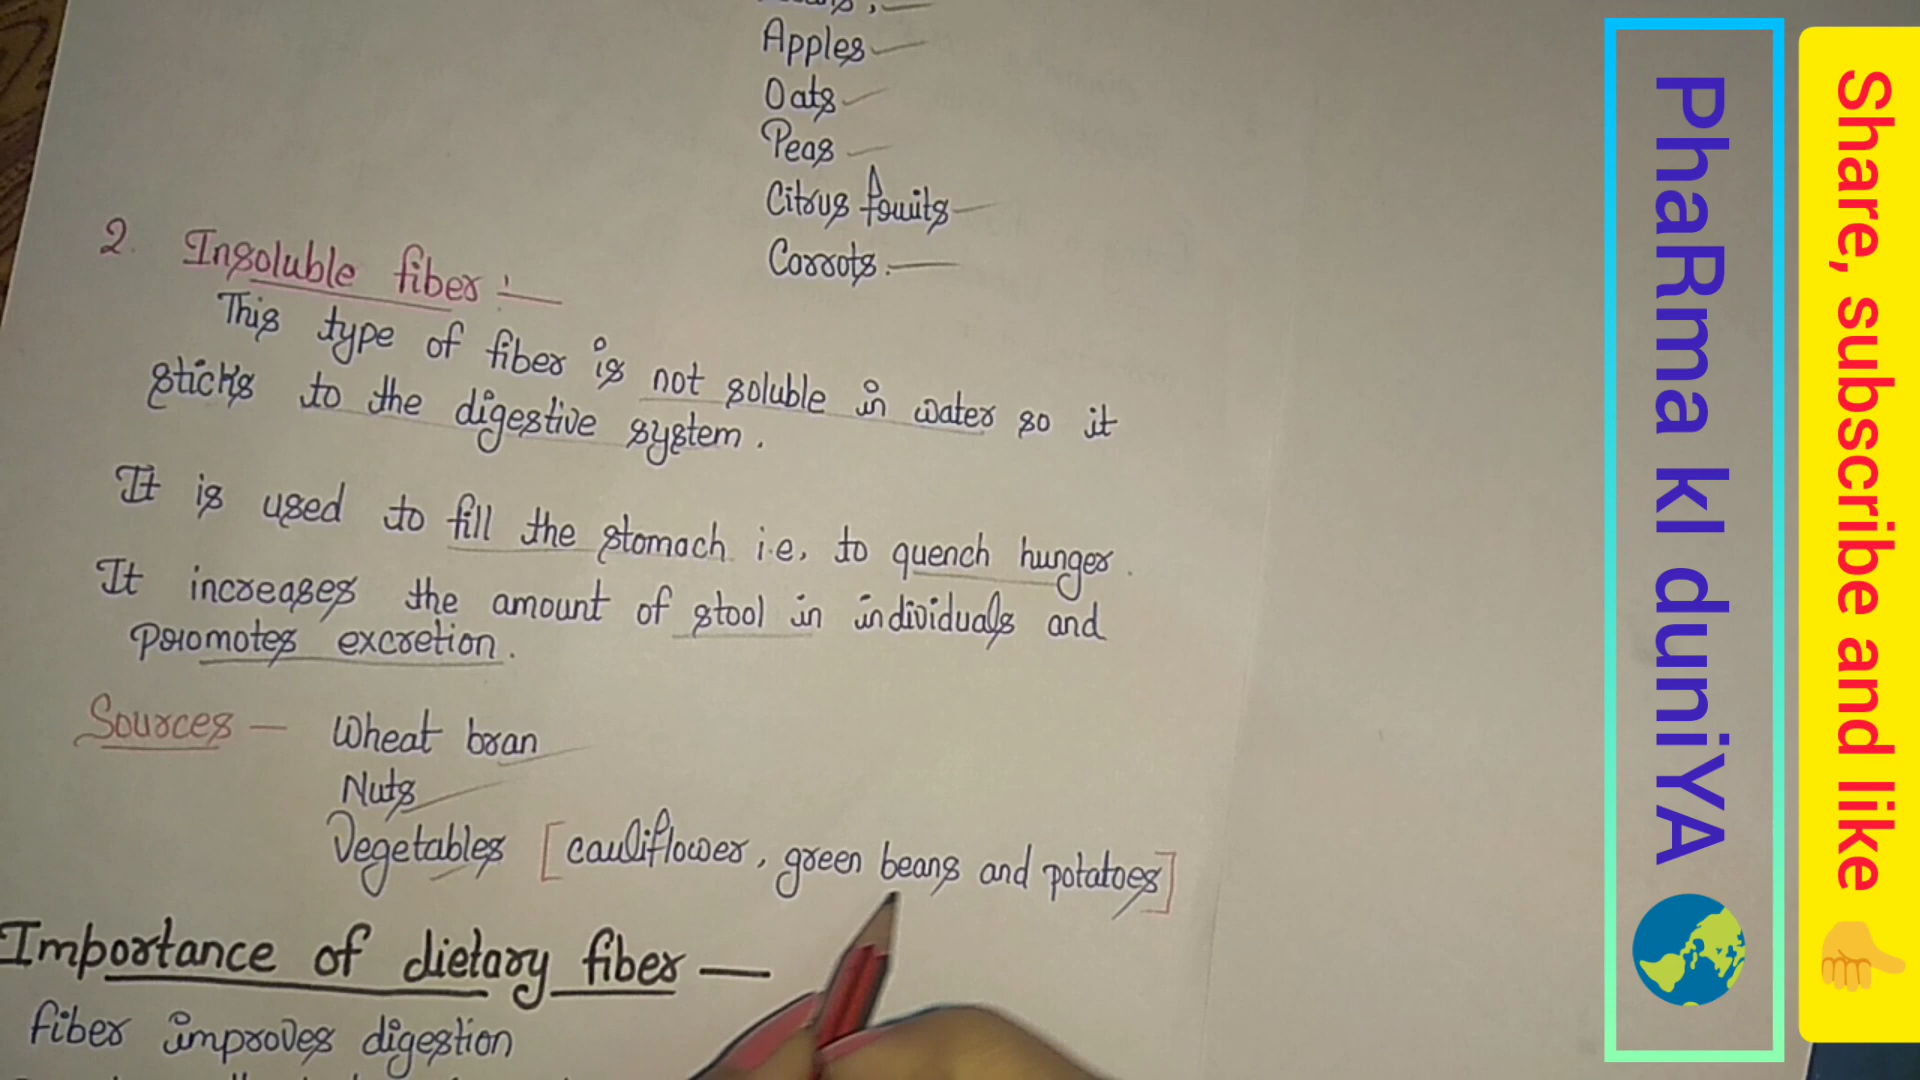 Apples
Oats
Peas
Citrus fruits
Carrots.
2. Insoluble fiber :-
This type of fiber is not soluble in water so it
sticks to the digestive system.
It is used to fill the stomach i.e, to quench hunger.
It increases the amount of stool in individuals and
promotes excretion.
Sources - Wheat bran
Nuts
Vegetables [cauliflower, green beans and potatoes]
Importance of dietary fiber -
fiber improves digestion
PhaRma kI duniYA
Share, subscribe and like